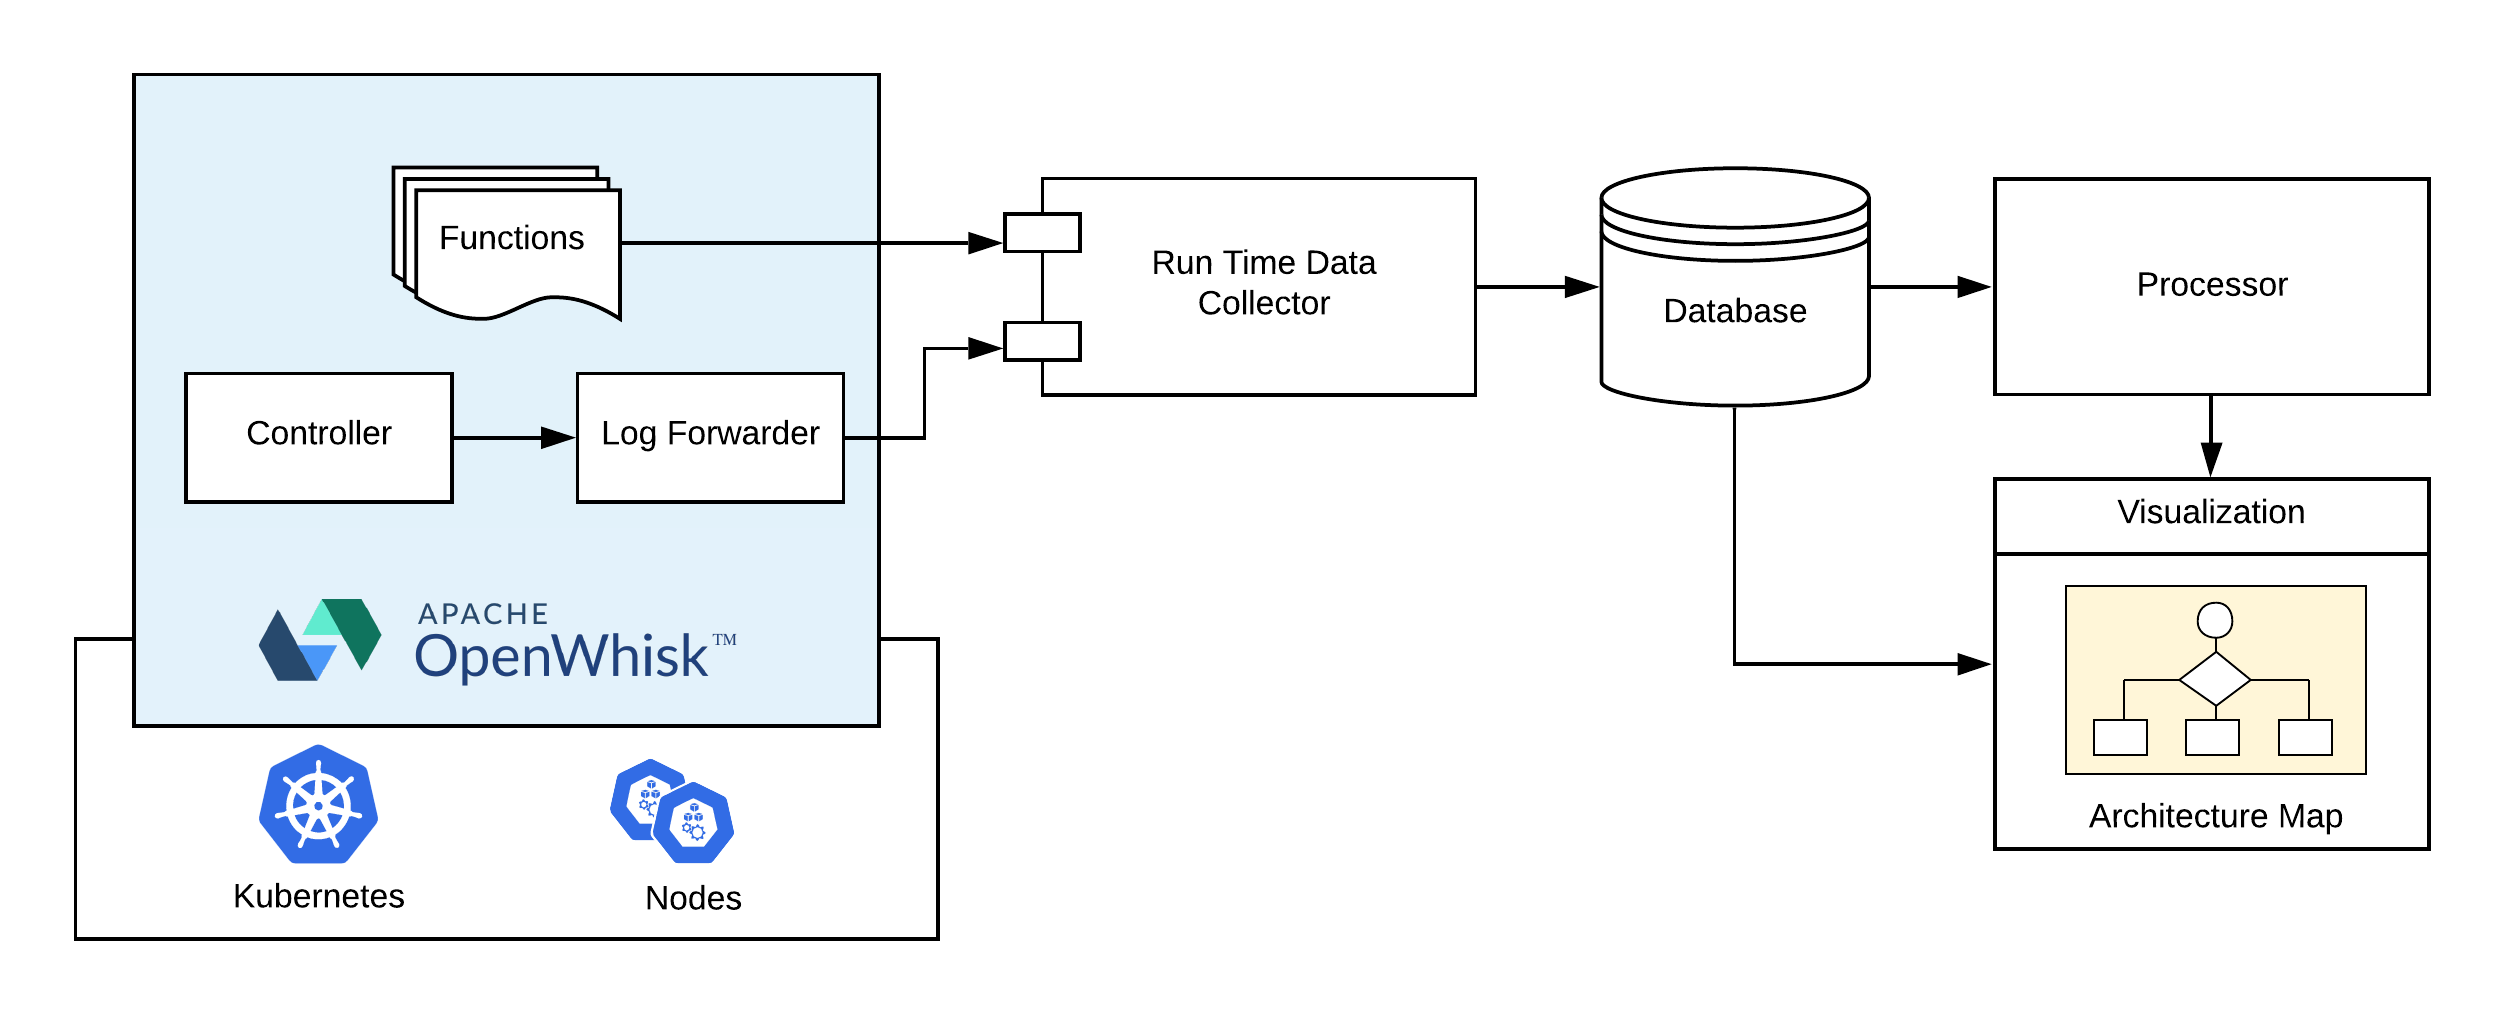 Functions
Controller
Log Forwarder
APACHE
OpenWhisk™
Kubernetes
Nodes
Run Time Data
Collector
Database
Processor
Visualization
Architecture Map